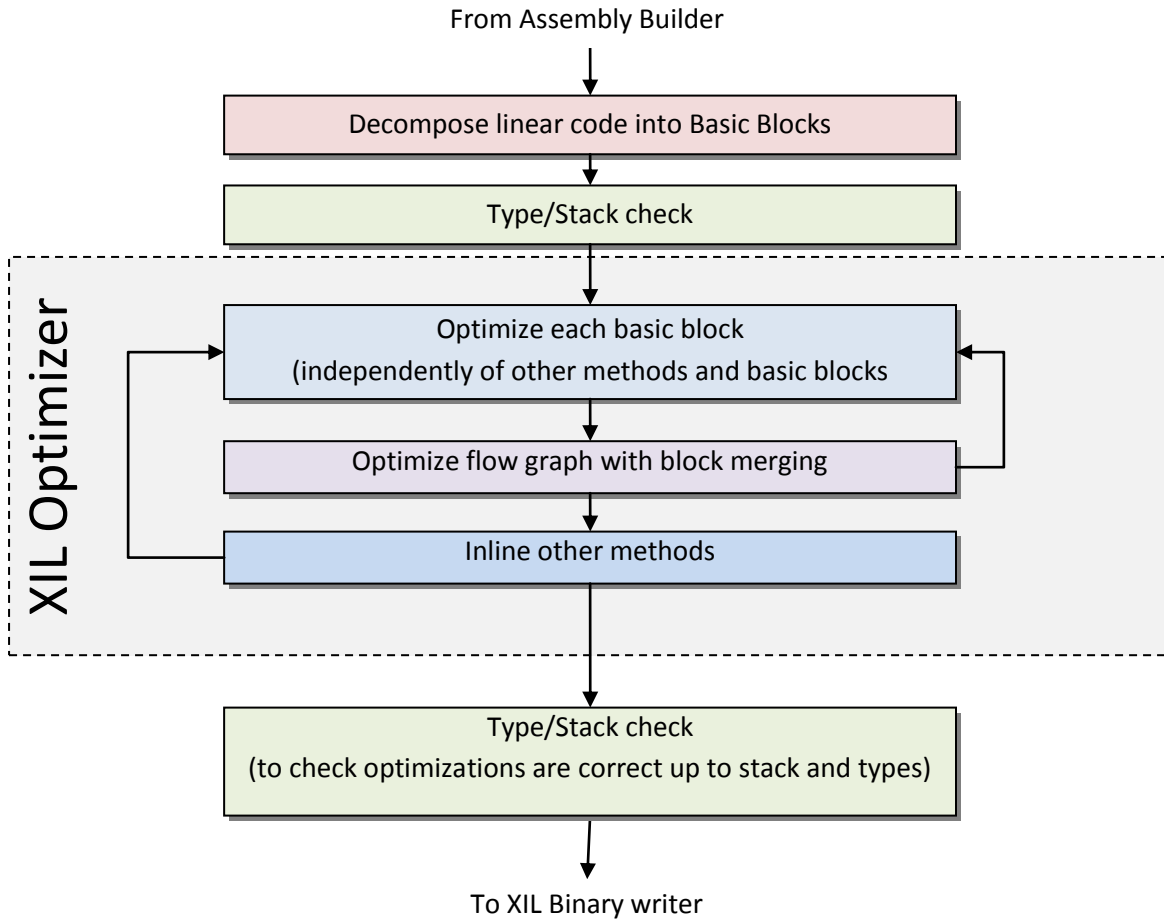 From Assembly Builder
Decompose linear code into Basic Blocks
Type/Stack check
XIL Optimizer
Optimize each basic block
(independently of other methods and basic blocks
Optimize flow graph with block merging
Inline other methods
Type/Stack check
(to check optimizations are correct up to stack and types)
To XIL Binary writer